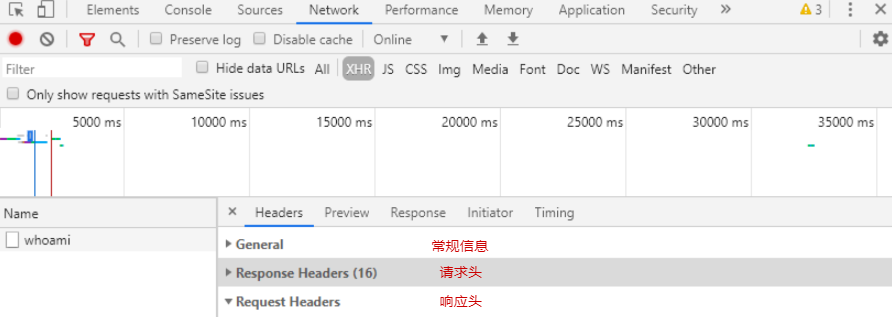 Elements Console Sources Network Performance Memory Application Security » 3
Preserve log Disable cache Online
Filter Hide data URLs All XHR JS CSS Img Media Font Doc WS Manifest Other
Only show requests with SameSite issues
5000 ms 10000 ms 15000 ms 20000 ms 25000 ms 30000 ms 35000 ms
Name × Headers Preview Response Initiator Timing
whoami
General 常规信息
Response Headers (16) 请求头
Request Headers 响应头